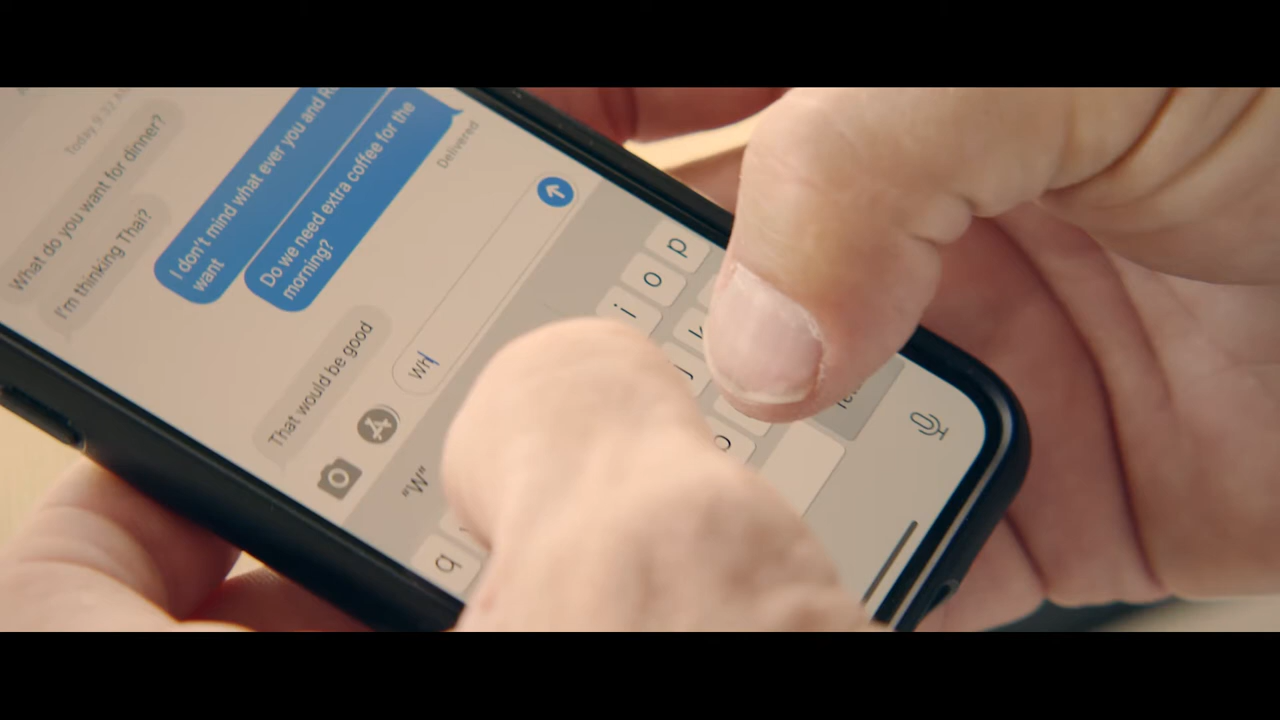 Today 9:32 AM
What do you want for dinner?
I'm thinking Thai?
I don't mind what ever you and
want
Do we need extra coffee for the
morning?
Delivered
That would be good
wh
"W"
q
i o p
j k
b